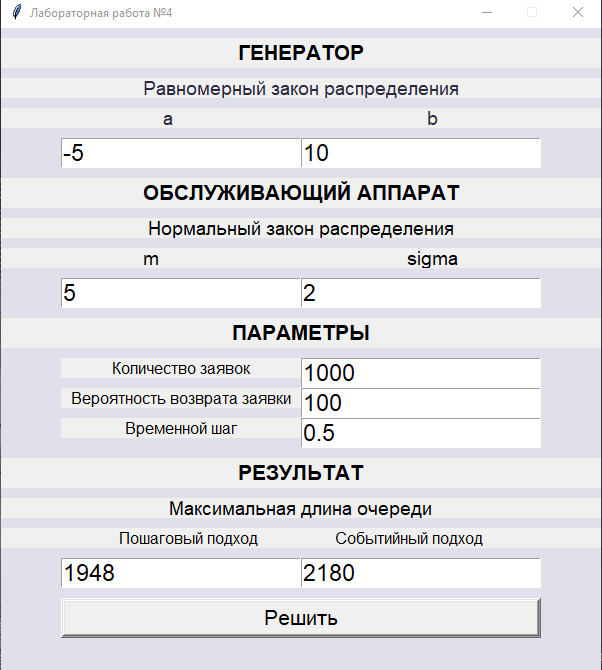 Лабораторная работа №4
ГЕНЕРАТОР
Равномерный закон распределения
a b
-5 10
ОБСЛУЖИВАЮЩИЙ АППАРАТ
Нормальный закон распределения
m sigma
5 2
ПАРАМЕТРЫ
Количество заявок 1000
Вероятность возврата заявки 100
Временной шаг 0.5
РЕЗУЛЬТАТ
Максимальная длина очереди
Пошаговый подход Событийный подход
1948 2180
Решить